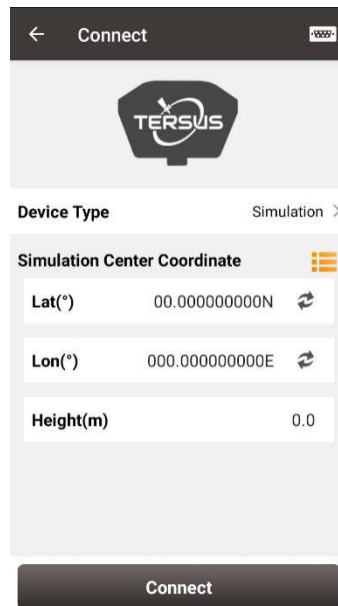 Connect
TERSUS
Device Type Simulation
Simulation Center Coordinate
Lat(°) 00.000000000N
Lon(°) 000.000000000E
Height(m) 0.0
Connect